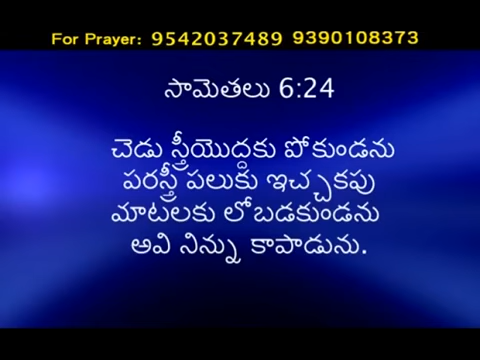 For Prayer: 9542037489 9390108373
సామెతలు 6:24
చెడు స్త్రీయొద్దకు పోకుండను
పరస్త్రీ పలుకు ఇచ్చకపు
మాటలకు లోబడకుండను
అవి నిన్ను కాపాడును.